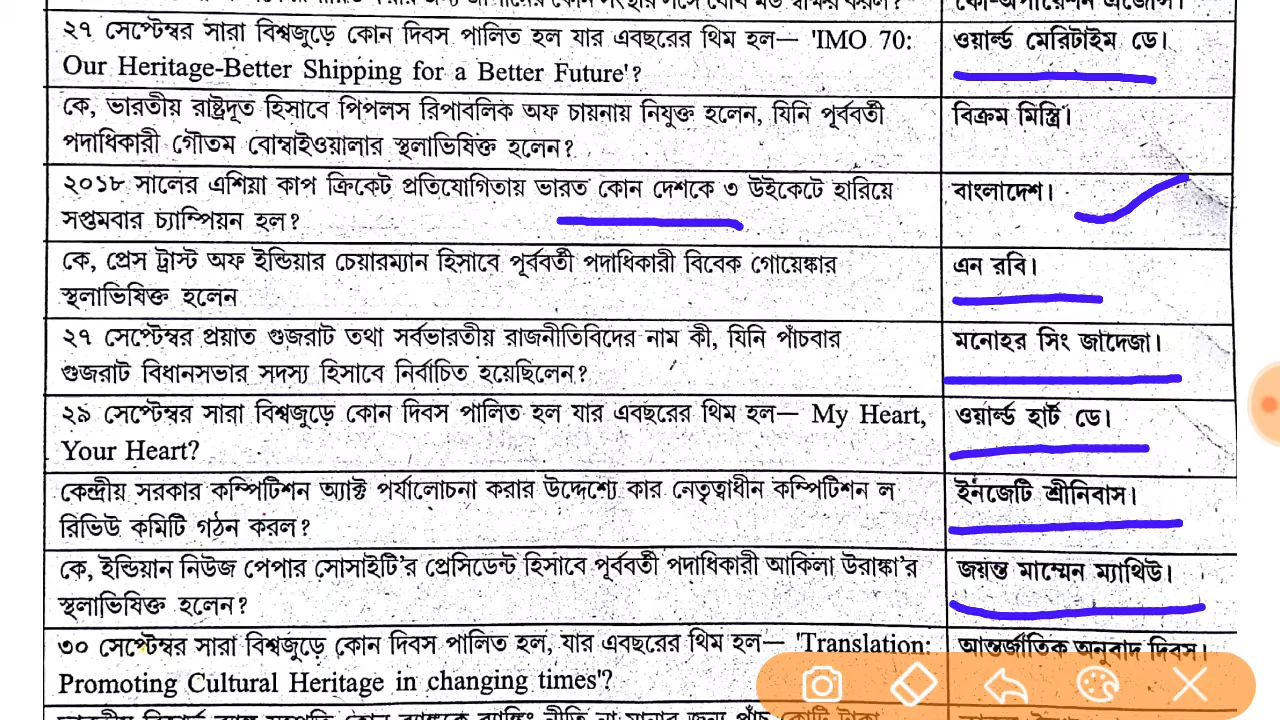 ২৭ সেপ্টেম্বর সারা বিশ্বজুড়ে কোন দিবস পালিত হল যার এবছরের থিম হল— 'IMO 70:
Our Heritage-Better Shipping for a Better Future'?
ওয়ার্ল্ড মেরিটাইম ডে।
কে, ভারতীয় রাষ্ট্রদূত হিসাবে পিপলস রিপাবলিক অফ চায়নায় নিযুক্ত হলেন, যিনি পূর্ববর্তী
পদাধিকারী গৌতম বোম্বাইওয়ালার স্থলাভিষিক্ত হলেন?
বিক্রম মিস্ত্রি।
২০১৮ সালের এশিয়া কাপ ক্রিকেট প্রতিযোগিতায় ভারত কোন দেশকে ৩ উইকেটে হারিয়ে
সপ্তমবার চ্যাম্পিয়ন হল?
বাংলাদেশ।
কে, প্রেস ট্রাস্ট অফ ইন্ডিয়ার চেয়ারম্যান হিসাবে পূর্ববর্তী পদাধিকারী বিবেক গোয়েঙ্কার
স্থলাভিষিক্ত হলেন
এন রবি।
২৭ সেপ্টেম্বর প্রয়াত গুজরাট তথা সর্বভারতীয় রাজনীতিবিদের নাম কী, যিনি পাঁচবার
গুজরাট বিধানসভার সদস্য হিসাবে নির্বাচিত হয়েছিলেন?
মনোহর সিং জাদেজা।
২৯ সেপ্টেম্বর সারা বিশ্বজুড়ে কোন দিবস পালিত হল যার এবছরের থিম হল— My Heart,
Your Heart?
ওয়ার্ল্ড হার্ট ডে।
কেন্দ্রীয় সরকার কম্পিটিশন অ্যাক্ট পর্যালোচনা করার উদ্দেশ্যে কার নেতৃত্বাধীন কম্পিটিশন ল
রিভিউ কমিটি গঠন করল?
ইনজেটি শ্রীনিবাস।
কে, ইন্ডিয়ান নিউজ পেপার সোসাইটি'র প্রেসিডেন্ট হিসাবে পূর্ববর্তী পদাধিকারী আকিলা উরাঙ্কা'র
স্থলাভিষিক্ত হলেন?
জয়ন্ত মাম্মেন ম্যাথিউ।
৩০ সেপ্টেম্বর সারা বিশ্বজুড়ে কোন দিবস পালিত হল, যার এবছরের থিম হল— 'Translation:
Promoting Cultural Heritage in changing times'?
আন্তর্জাতিক অনুবাদ দিবস।